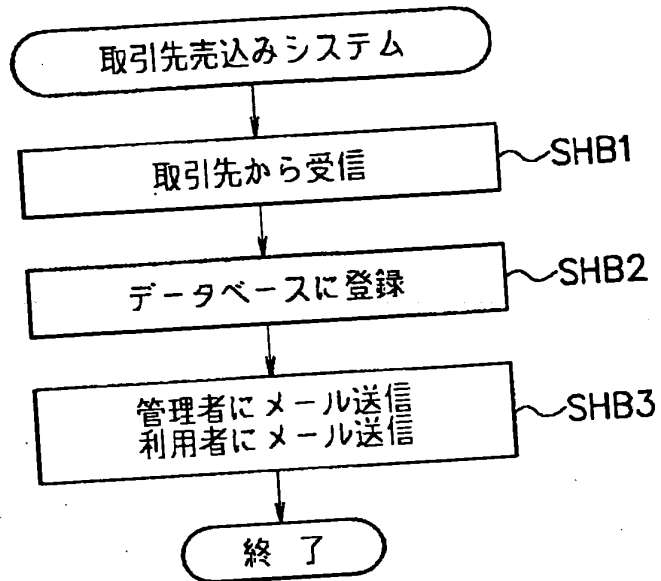 取引先売込みシステム
取引先から受信
SHB1
データベースに登録
SHB2
管理者にメール送信
利用者にメール送信
SHB3
終了